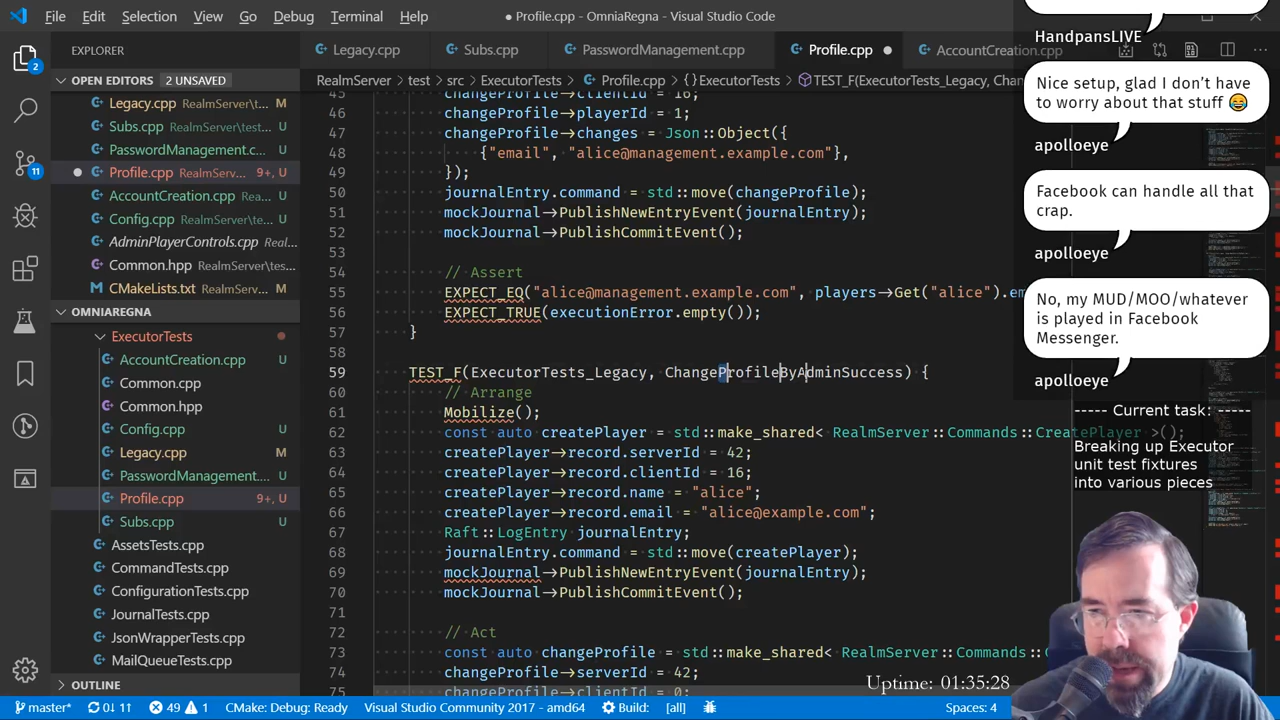 File Edit Selection View Go Debug Terminal Help
● Profile.cpp - OmniaRegna - Visual Studio Code
HandpansLIVE
EXPLORER
Legacy.cpp Subs.cpp PasswordManagement.cpp Profile.cpp AccountCreation.cpp
OPEN EDITORS 2 UNSAVED
RealmServer > test > src > ExecutorTests > Profile.cpp > {} ExecutorTests > TEST_F(ExecutorTests_Legacy, Chan
Legacy.cpp RealmServer\t... M
Subs.cpp RealmServer\test... U
PasswordManagement.c... U
Profile.cpp RealmServ... 9+, U
AccountCreation.cpp Re... U
Config.cpp RealmServer\te... U
AdminPlayerControls.cpp Real...
Common.hpp RealmServer\te...
CMakeLists.txt RealmServe... M
OMNIAREGNA
ExecutorTests
AccountCreation.cpp U
Common.cpp
Common.hpp
Config.cpp U
Legacy.cpp M
PasswordManagement.cpp U
Profile.cpp 9+, U
Subs.cpp U
AssetsTests.cpp
CommandTests.cpp
ConfigurationTests.cpp
JournalTests.cpp
JsonWrapperTests.cpp
MailQueueTests.cpp
OUTLINE
45 changeProfile->clientId = 16;
46 changeProfile->playerId = 1;
47 changeProfile->changes = Json::Object({
48 {"email", "alice@management.example.com"},
49 });
50 journalEntry.command = std::move(changeProfile);
51 mockJournal->PublishNewEntryEvent(journalEntry);
52 mockJournal->PublishCommitEvent();
53
54 // Assert
55 EXPECT_EQ("alice@management.example.com", players->Get("alice").em
56 EXPECT_TRUE(executionError.empty());
57 }
58
59 TEST_F(ExecutorTests_Legacy, ChangeProfileByAdminSuccess) {
60 // Arrange
61 Mobilize();
62 const auto createPlayer = std::make_shared< RealmServer::Commands::CreatePlayer >();
63 createPlayer->record.serverId = 42;
64 createPlayer->record.clientId = 16;
65 createPlayer->record.name = "alice";
66 createPlayer->record.email = "alice@example.com";
67 Raft::LogEntry journalEntry;
68 journalEntry.command = std::move(createPlayer);
69 mockJournal->PublishNewEntryEvent(journalEntry);
70 mockJournal->PublishCommitEvent();
71
72 // Act
73 const auto changeProfile = std::make_shared< RealmServer::Commands::C
74 changeProfile->serverId = 42;
75 changeProfile->clientId = 0;
Nice setup, glad I don't have
to worry about that stuff 😂
apolloeye
Facebook can handle all that
crap.
apolloeye
No, my MUD/MOO/whatever
is played in Facebook
Messenger.
apolloeye
----- Current task: -----
Breaking up Executor
unit test fixtures
into various pieces
Uptime: 01:35:28
2
11
master* 0↓ 11↑ 49 1 CMake: Debug: Ready Visual Studio Community 2017 - amd64 Build: [all] Spaces: 4